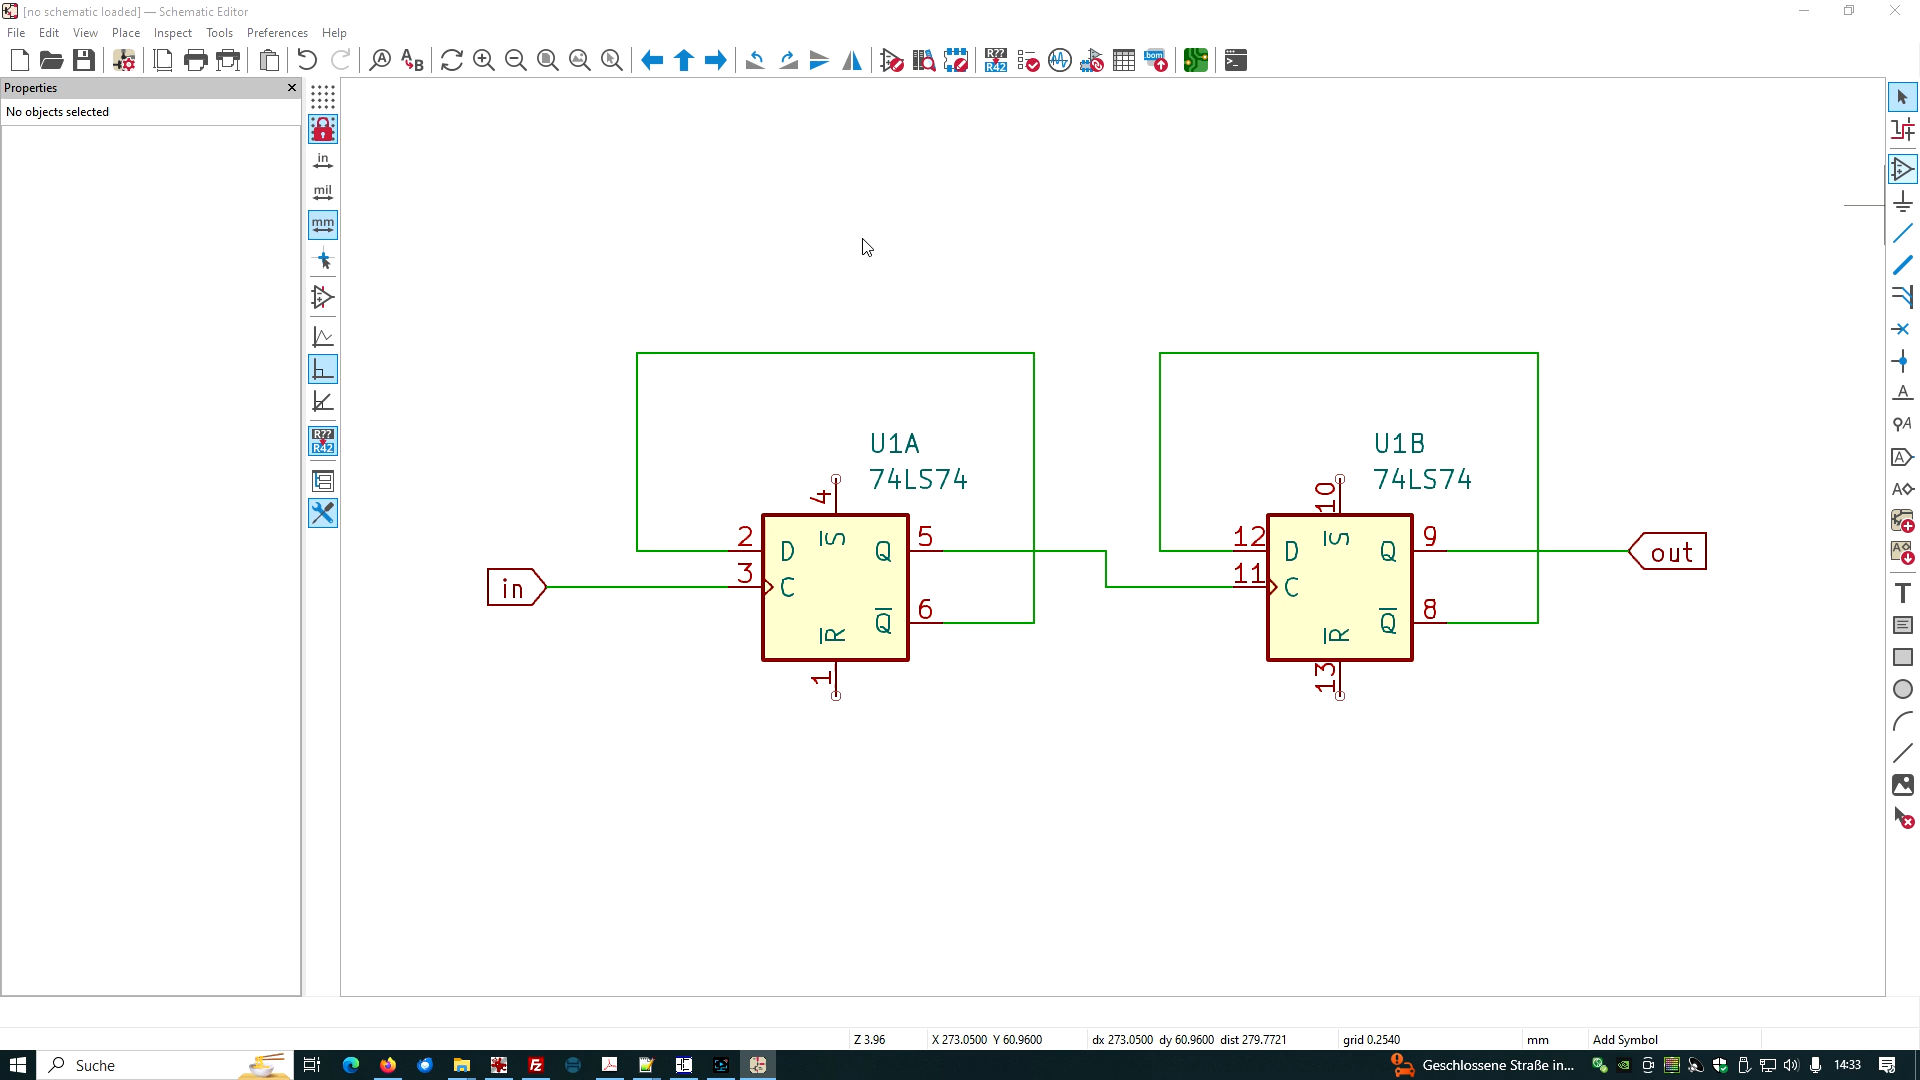 [no schematic loaded] — Schematic Editor
File Edit View Place Inspect Tools Preferences Help
Properties
No objects selected
in
mil
mm
R??
R42
U1A
74LS74
4
2
D
S
Q
5
3
C
R
Q
6
1
in
U1B
74LS74
10
12
D
S
Q
9
11
C
R
Q
8
13
out
Z 3.96
X 273.0500 Y 60.9600
dx 273.0500 dy 60.9600 dist 279.7721
grid 0.2540
mm
Add Symbol
Suche
Geschlossene Straße in...
14:33